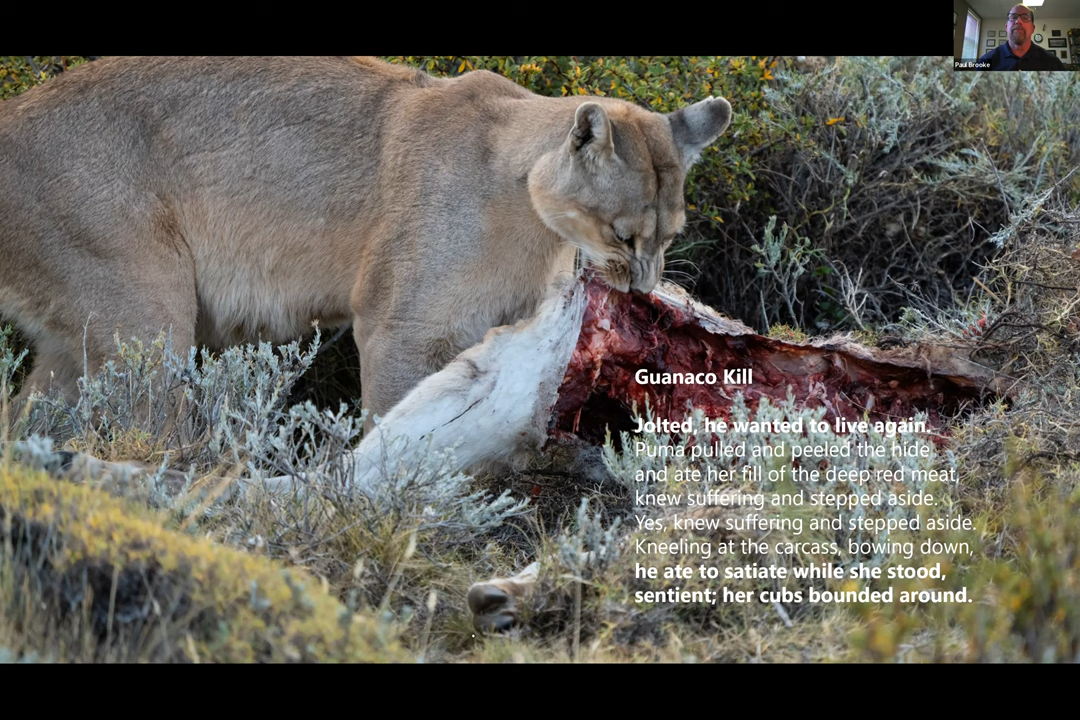 Paul Brooke
Guanaco Kill
Jolted, he wanted to live again.
Puma pulled and peeled the hide
and ate her fill of the deep red meat,
knew suffering and stepped aside.
Yes, knew suffering and stepped aside.
Kneeling at the carcass, bowing down,
he ate to satiate while she stood,
sentient; her cubs bounded around.